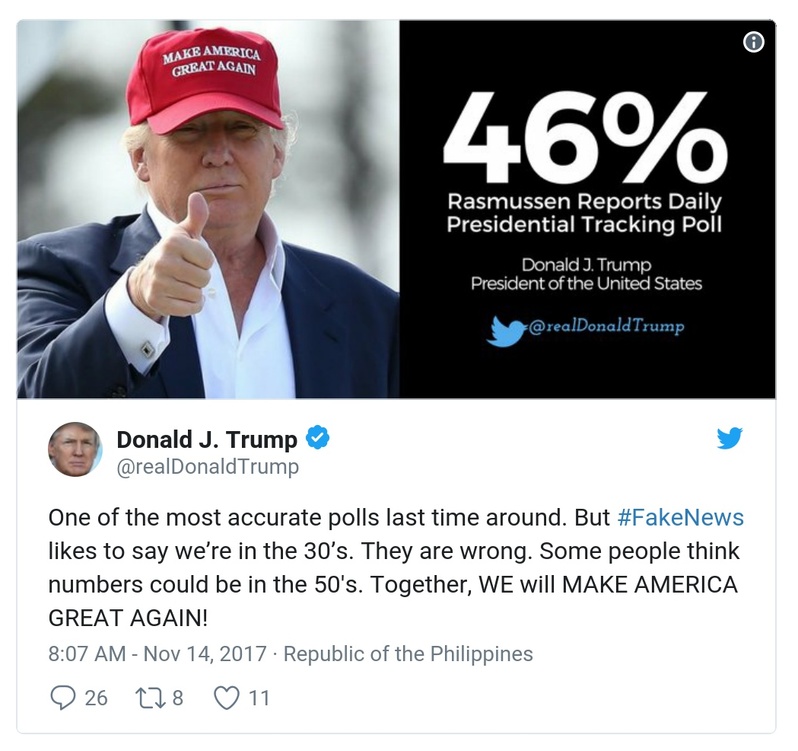 MAKE AMERICA
GREAT AGAIN
46%
Rasmussen Reports Daily
Presidential Tracking Poll
Donald J. Trump
President of the United States
@realDonaldTrump
Donald J. Trump
@realDonaldTrump
One of the most accurate polls last time around. But #FakeNews
likes to say we’re in the 30’s. They are wrong. Some people think
numbers could be in the 50's. Together, WE will MAKE AMERICA
GREAT AGAIN!
8:07 AM - Nov 14, 2017 · Republic of the Philippines
26 8 11